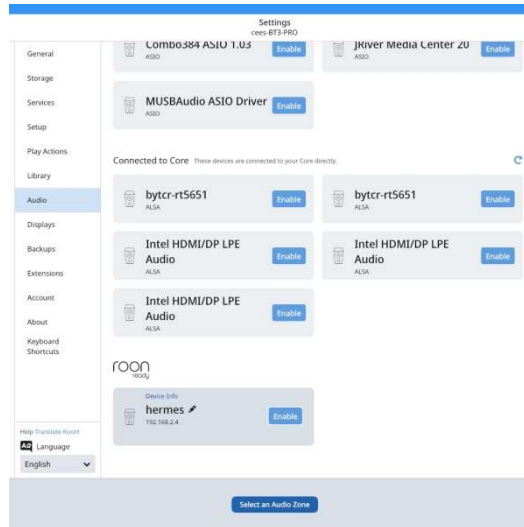 Settings
cees-BT3-PRO
General
Storage
Services
Setup
Play Actions
Library
Audio
Displays
Backups
Extensions
Account
About
Keyboard
Shortcuts
Help Translate Roon!
Language
English
Combo384 ASIO 1.03
ASIO
Enable
JRiver Media Center 20
ASIO
Enable
MUSBAudio ASIO Driver
ASIO
Enable
Connected to Core These devices are connected to your Core directly.
bytcr-rt5651
ALSA
Enable
bytcr-rt5651
ALSA
Enable
Intel HDMI/DP LPE
Audio
ALSA
Enable
Intel HDMI/DP LPE
Audio
ALSA
Enable
Intel HDMI/DP LPE
Audio
ALSA
Enable
roon
ready
Device Info
hermes
192.168.2.4
Enable
Select an Audio Zone